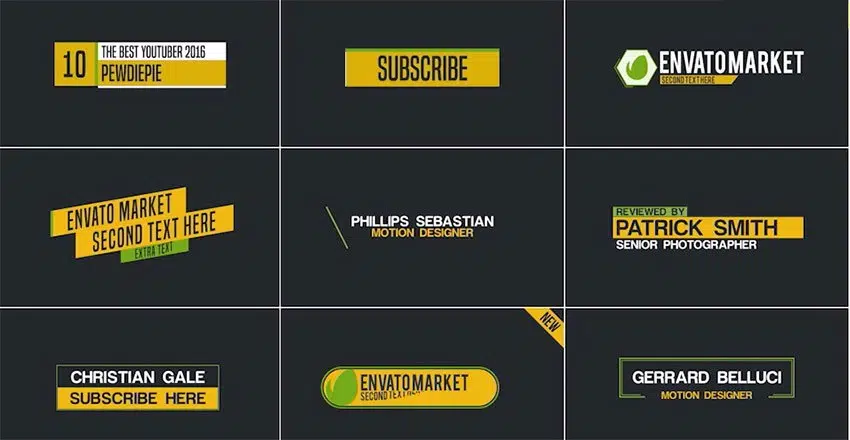 10
THE BEST YOUTUBER 2016
PEWDIEPIE
SUBSCRIBE
ENVATOMARKET
SECOND TEXT HERE
ENVATO MARKET
SECOND TEXT HERE
EXTRA TEXT
PHILLIPS SEBASTIAN
MOTION DESIGNER
REVIEWED BY
PATRICK SMITH
SENIOR PHOTOGRAPHER
CHRISTIAN GALE
SUBSCRIBE HERE
NEW
ENVATOMARKET
SECOND TEXT HERE
GERRARD BELLUCI
MOTION DESIGNER